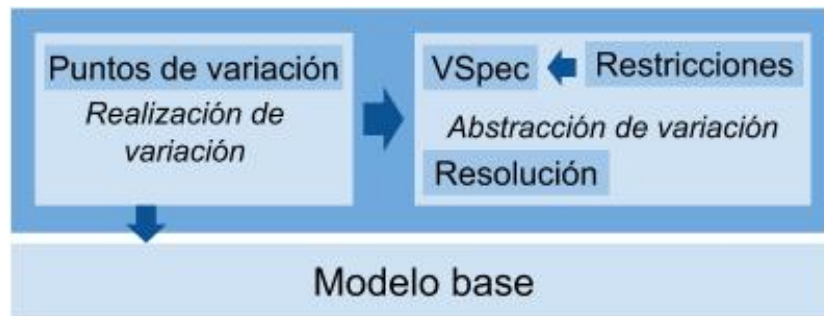 Puntos de variación
Realización de
variación
VSpec
Restricciones
Abstracción de variación
Resolución
Modelo base